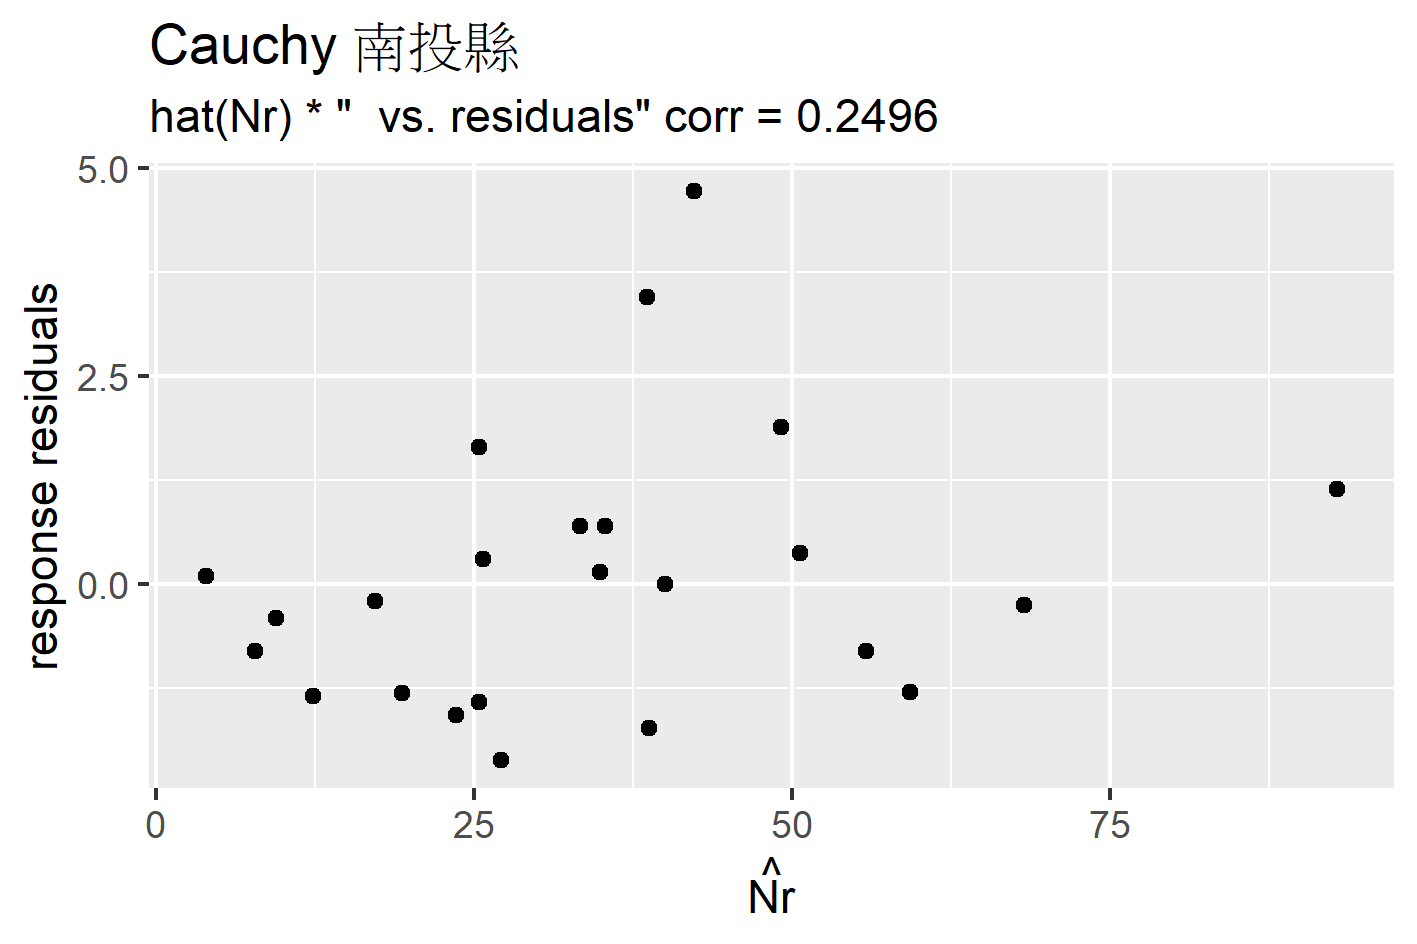 Cauchy 南投縣
hat(Nr) * "  vs. residuals" corr = 0.2496
response residuals
5.0
2.5
0.0
0 25 50 75
N̂r